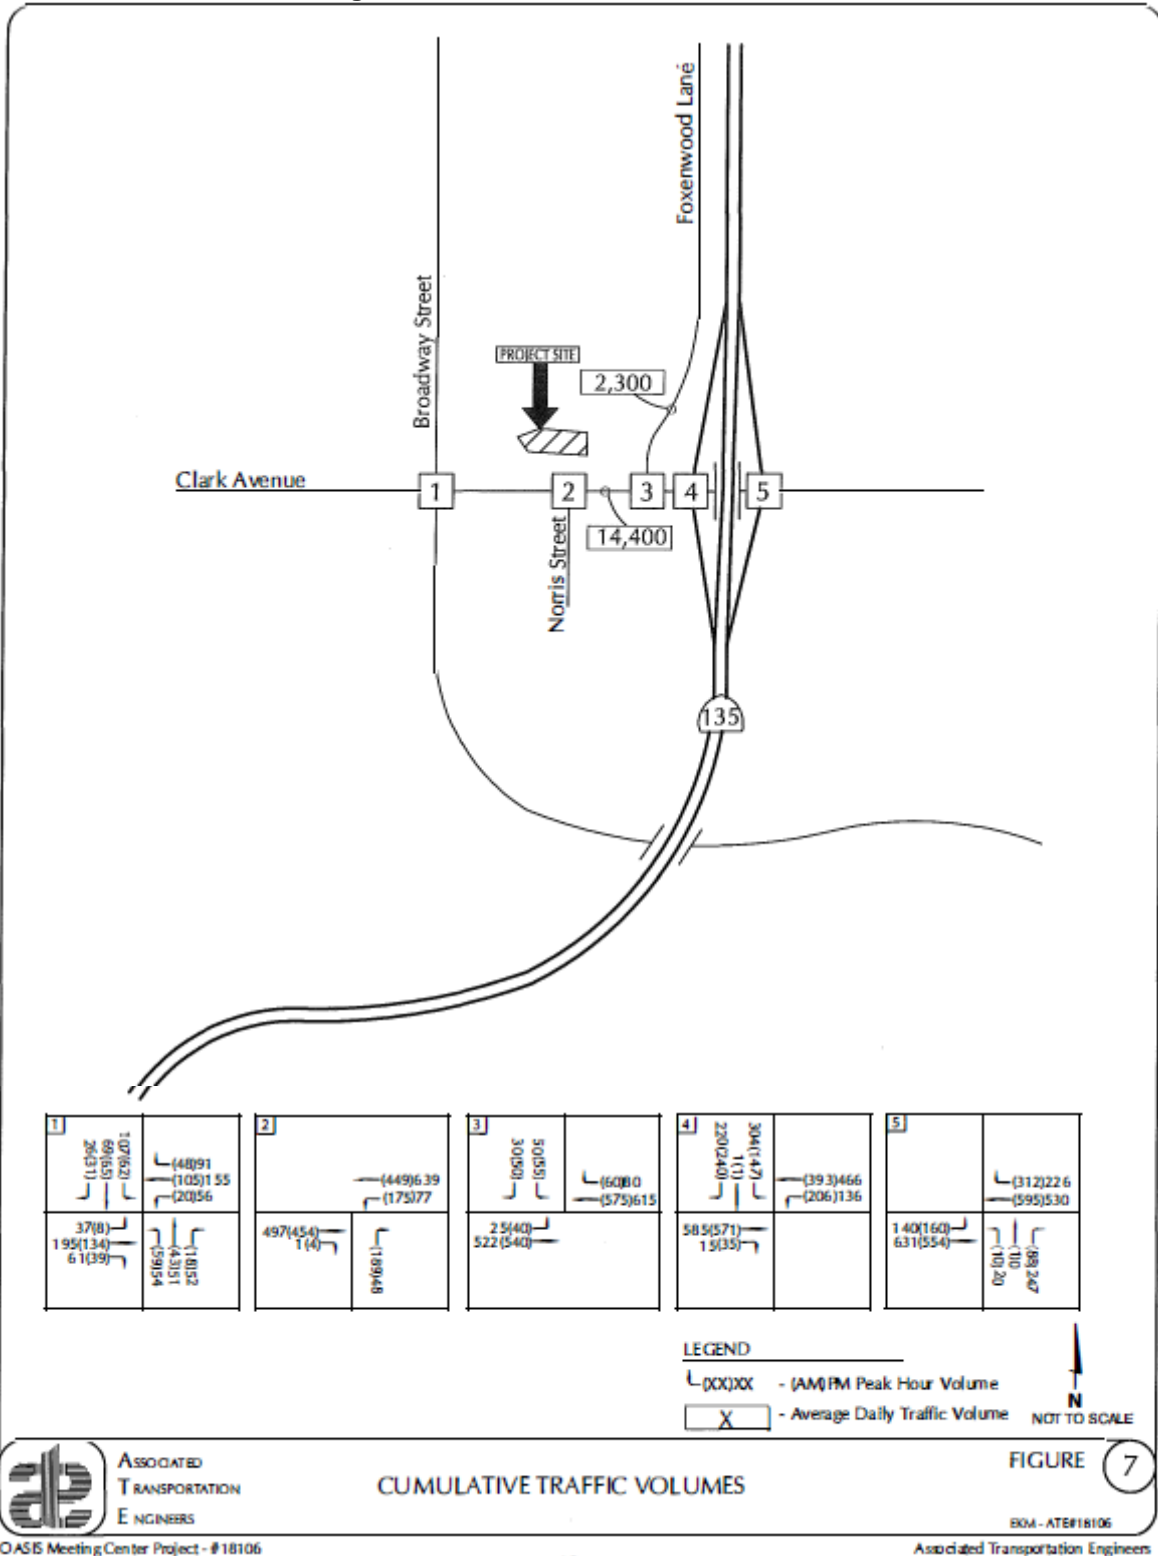 Foxenwood Lane
Broadway Street
PROJECT SITE
2,300
Clark Avenue
1
2
3
4
5
14,400
Norris Street
135
1
26(31)
69(65)
107(62)
(48)91
(105)155
(20)56
37(8)
195(134)
61(39)
(59)54
(43)51
(18)52
2
(449)639
(175)77
497(454)
1(4)
(189)48
3
30(50)
50(55)
(60)80
(575)615
25(40)
522(540)
4
220(240)
1(1)
304(147)
(393)466
(206)136
585(571)
15(35)
5
(312)226
(595)530
140(160)
631(554)
(10)20
(88)247
LEGEND
(XX)XX - (AM)PM Peak Hour Volume
X - Average Daily Traffic Volume
N
NOT TO SCALE
ASSOCIATED
TRANSPORTATION
ENGINEERS
CUMULATIVE TRAFFIC VOLUMES
FIGURE 7
EKM - ATE#18106
OASIS Meeting Center Project - #18106
Associated Transportation Engineers